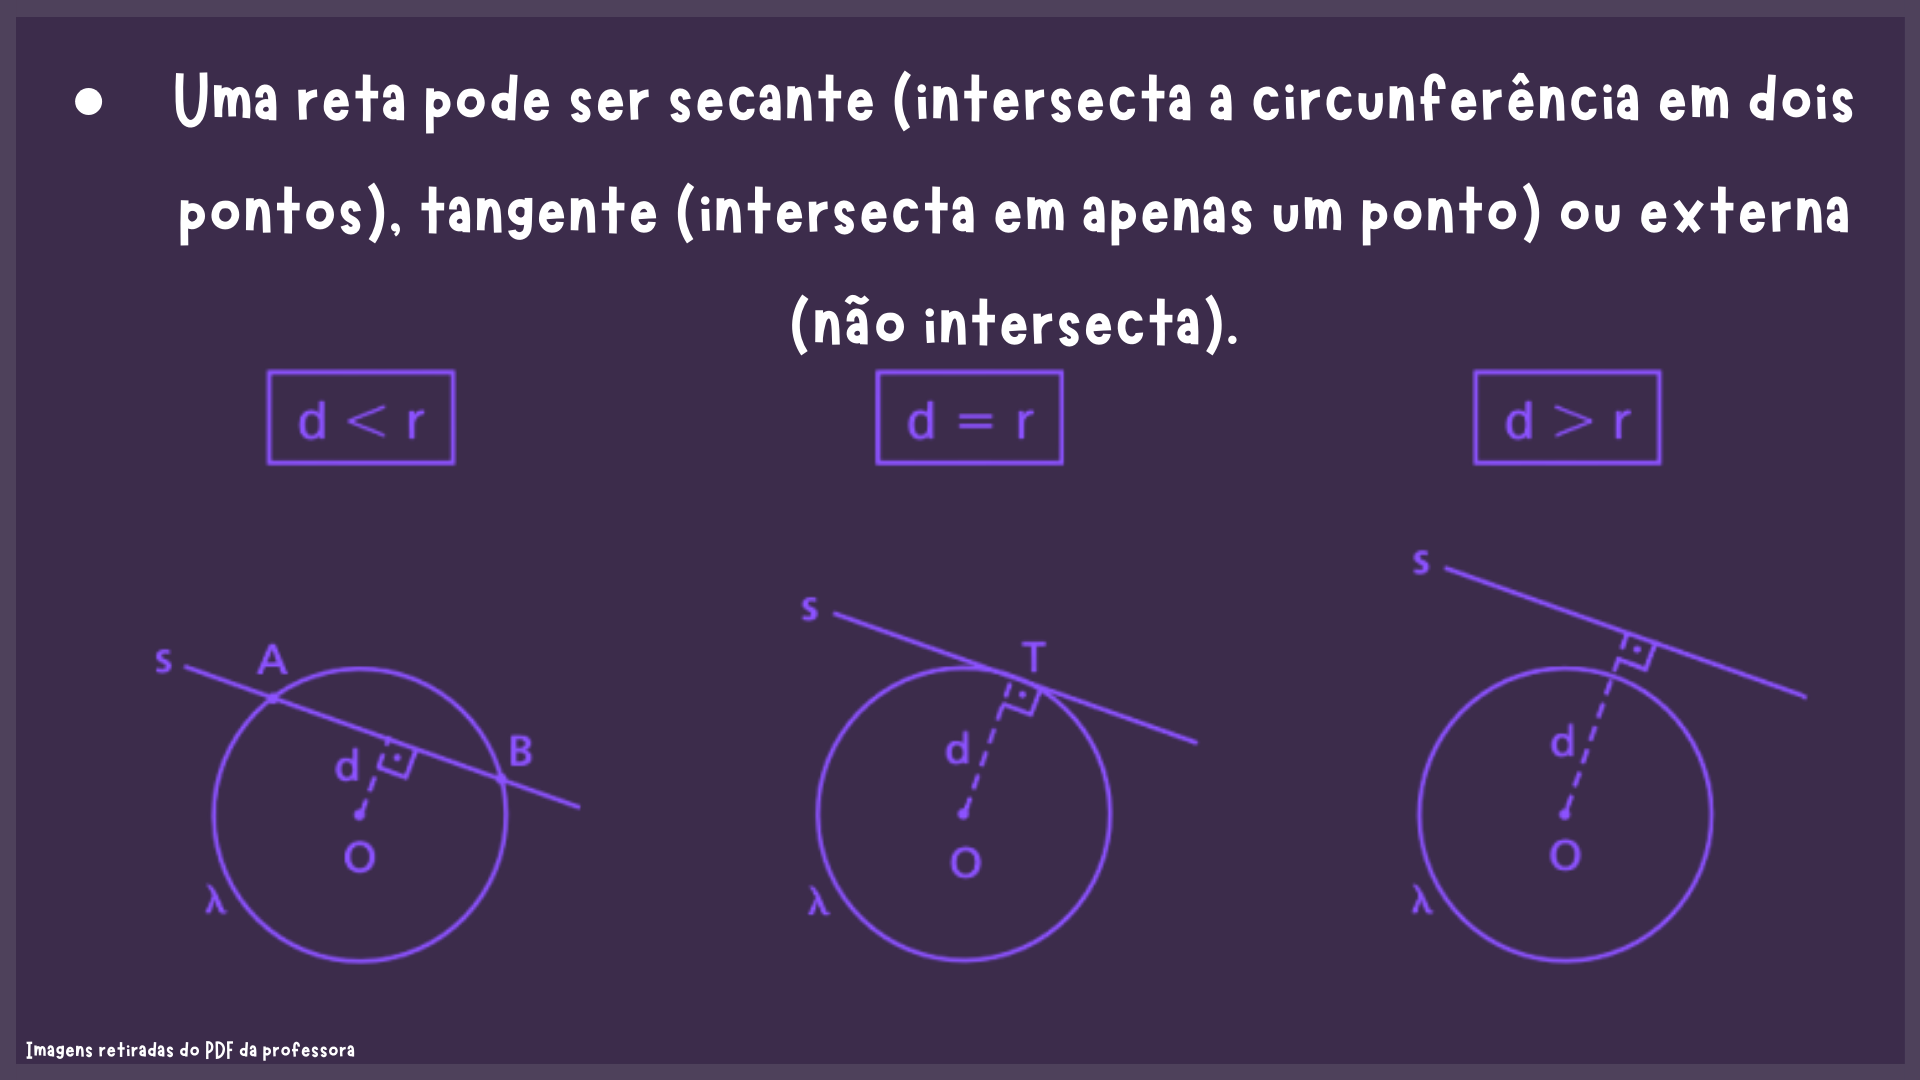 ● Uma reta pode ser secante (intersecta a circunferência em dois
pontos), tangente (intersecta em apenas um ponto) ou externa
(não intersecta).
d < r
d = r
d > r
s
A
B
d
O
λ
s
T
d
O
λ
s
d
O
λ
Imagens retiradas do PDF da professora